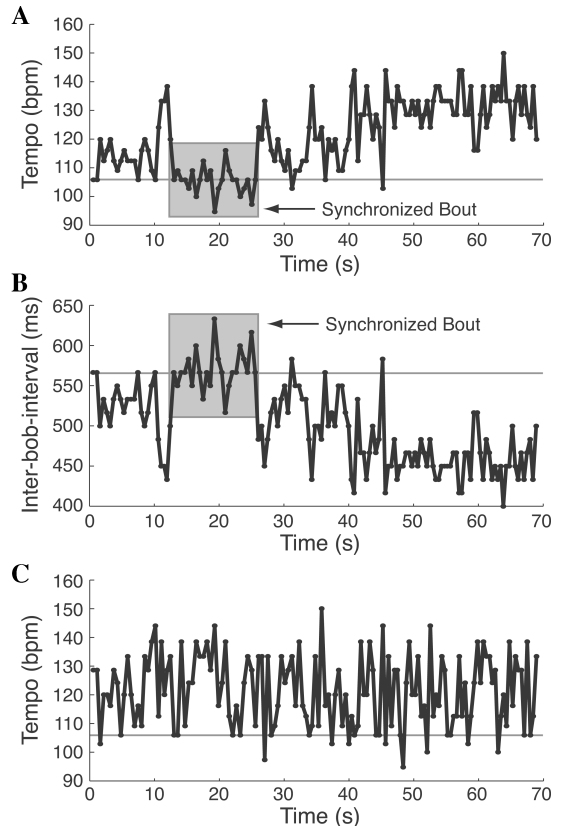 A
160
150
140
130
120
110
100
90
Tempo (bpm)
Synchronized Bout
0 10 20 30 40 50 60 70
Time (s)
B
650
600
550
500
450
400
Inter-bob-interval (ms)
Synchronized Bout
0 10 20 30 40 50 60 70
Time (s)
C
160
150
140
130
120
110
100
90
Tempo (bpm)
0 10 20 30 40 50 60 70
Time (s)